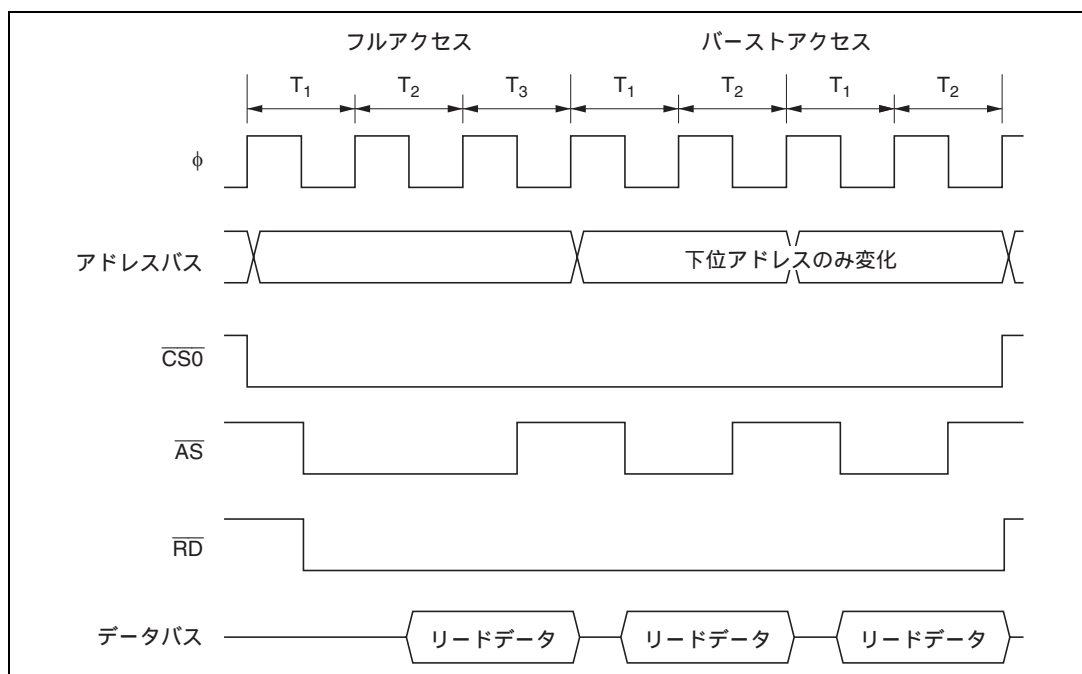 フルアクセス バーストアクセス
T1 T2 T3 T1 T2 T1 T2
φ
アドレスバス 下位アドレスのみ変化
CS0
AS
RD
データバス リードデータ リードデータ リードデータ